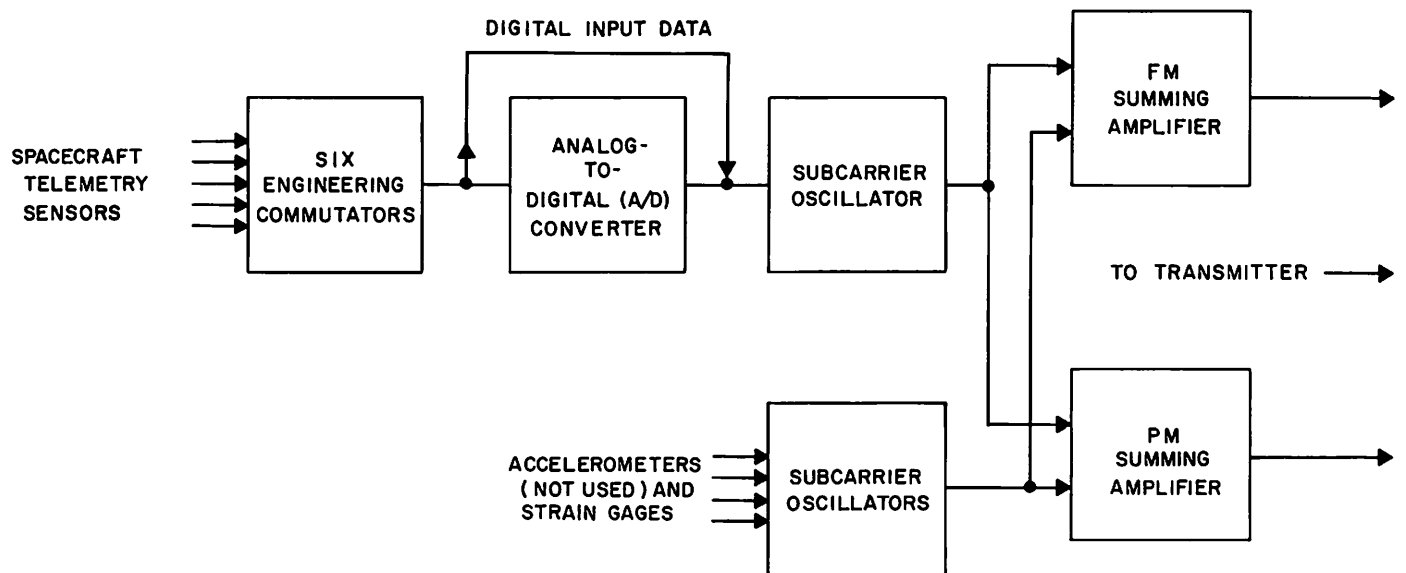 DIGITAL INPUT DATA
SPACECRAFT
TELEMETRY
SENSORS
SIX
ENGINEERING
COMMUTATORS
ANALOG-
TO-
DIGITAL (A/D)
CONVERTER
SUBCARRIER
OSCILLATOR
FM
SUMMING
AMPLIFIER
TO TRANSMITTER
ACCELEROMETERS
(NOT USED) AND
STRAIN GAGES
SUBCARRIER
OSCILLATORS
PM
SUMMING
AMPLIFIER